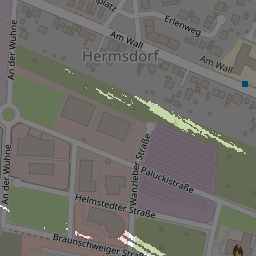 platz
Erlenweg
An der Wuhne
Am Wall
Hermsdorf
Am Wall
Wanzleber Straße
Paluckistraße
An der Wuhne
Helmstedter Straße
Braunschweiger Straße